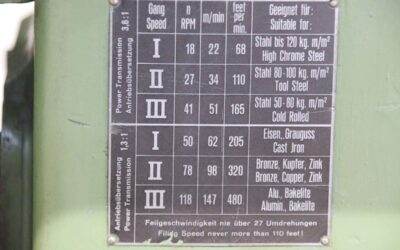 Gang Speed n RPM m/min feet per min. Geeignet für: Suitable for:
Power Transmission Antriebsübersetzung 3,8:1
I 18 22 68 Stahl bis 120 kg. m/m² High Chrome Steel
II 27 34 110 Stahl 80-100 kg. m/m² Tool Steel
III 41 51 165 Stahl 50-80 kg. m/m² Cold Rolled
Antriebsübersetzung Power Transmission 1,3:1
I 50 62 205 Eisen, Grauguss Cast Iron
II 78 98 320 Bronze, Kupfer, Zink Bronze, Copper, Zink
III 118 147 480 Alu., Bakelite Alumin., Bakelite
Feilgeschwindigkeit nie über 27 Umdrehungen
Filing Speed never more than 110 feet!